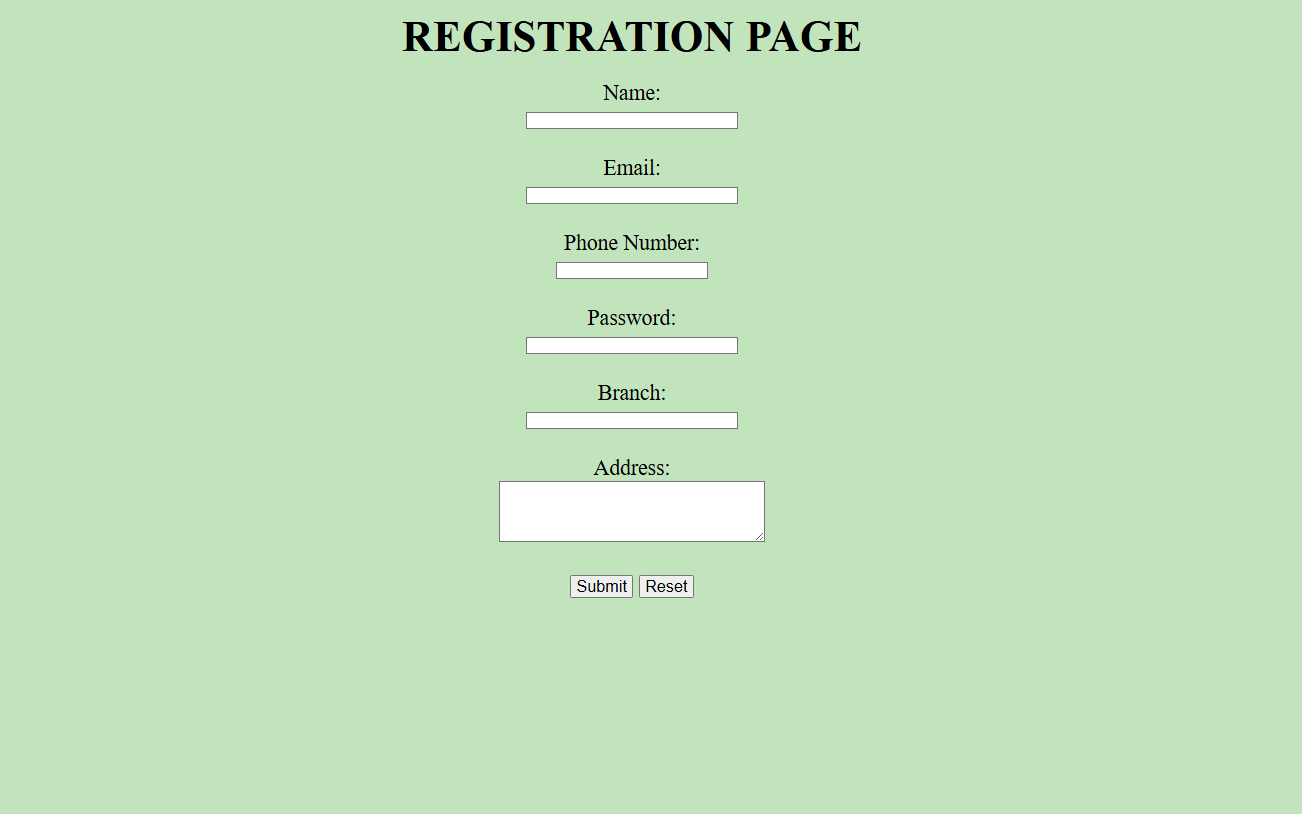 REGISTRATION PAGE
Name:
Email:
Phone Number:
Password:
Branch:
Address:
Submit Reset